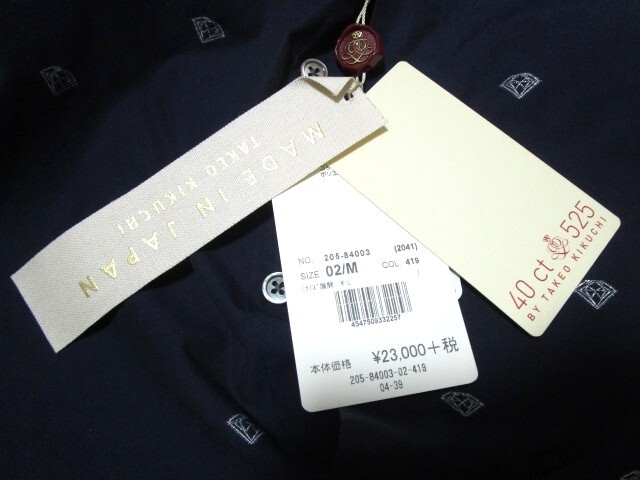 MADE IN JAPAN
TAKEO KIKUCHI
40 ct 525
BY TAKEO KIKUCHI
NO. 205-84003 (2041)
SIZE 02/M COL. 419
4547509332257
本体価格 ¥23,000+税
205-84003-02-419
04-39